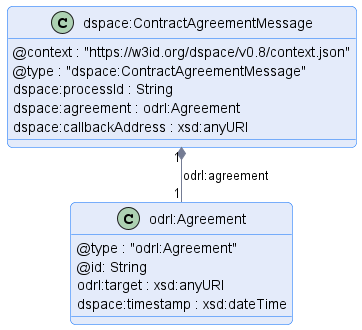 C dspace:ContractAgreementMessage
@context : "https://w3id.org/dspace/v0.8/context.json"
@type : "dspace:ContractAgreementMessage"
dspace:processId : String
dspace:agreement : odrl:Agreement
dspace:callbackAddress : xsd:anyURI
1
odrl:agreement
1
C odrl:Agreement
@type : "odrl:Agreement"
@id: String
odrl:target : xsd:anyURI
dspace:timestamp : xsd:dateTime